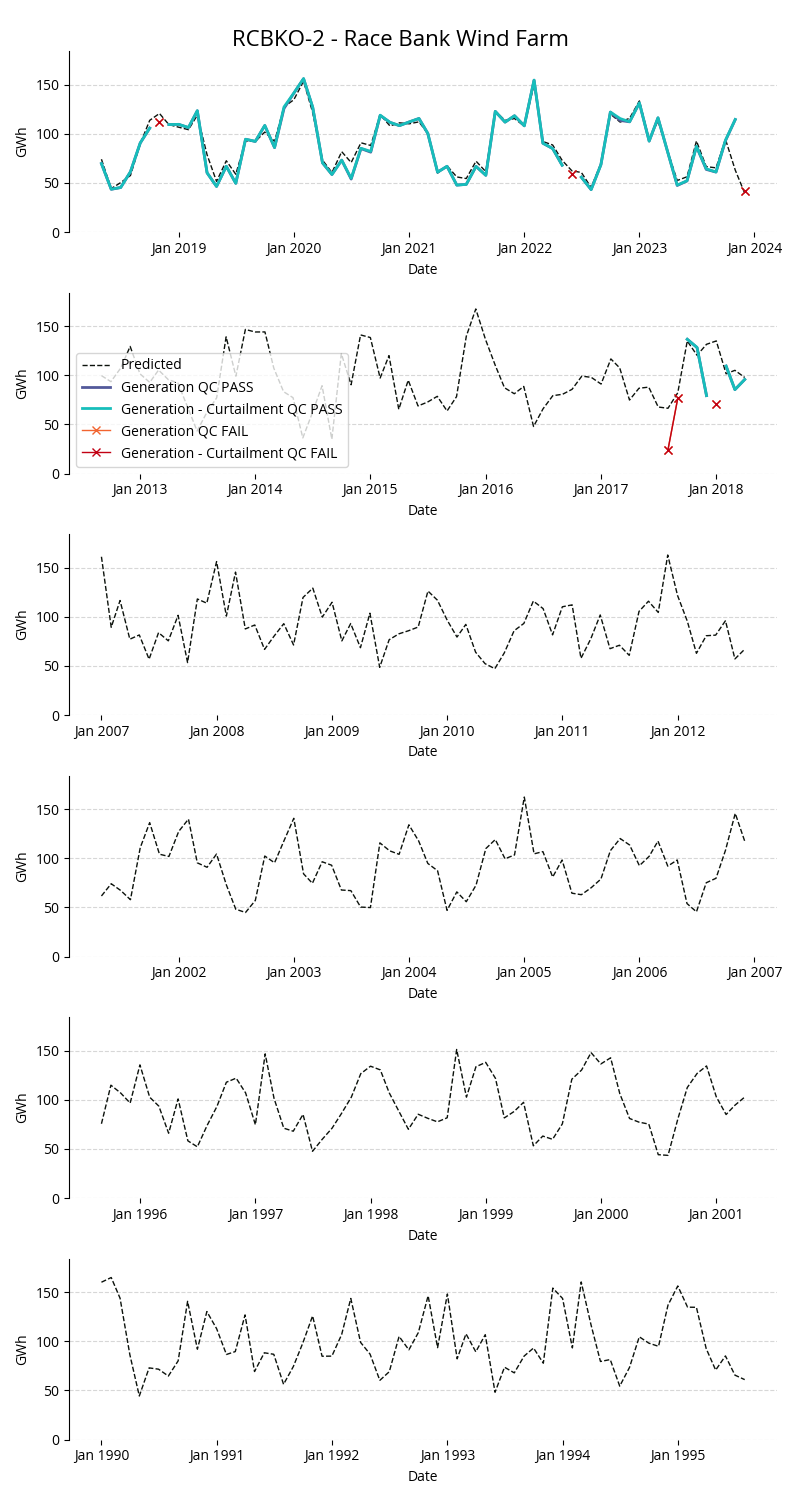 RCBKO-2 - Race Bank Wind Farm
150
100
50
0
GWh
Jan 2019 Jan 2020 Jan 2021 Jan 2022 Jan 2023 Jan 2024
Date
150
100
50
0
GWh
Predicted
Generation QC PASS
Generation - Curtailment QC PASS
Generation QC FAIL
Generation - Curtailment QC FAIL
Jan 2013 Jan 2014 Jan 2015 Jan 2016 Jan 2017 Jan 2018
Date
150
100
50
0
GWh
Jan 2007 Jan 2008 Jan 2009 Jan 2010 Jan 2011 Jan 2012
Date
150
100
50
0
GWh
Jan 2002 Jan 2003 Jan 2004 Jan 2005 Jan 2006 Jan 2007
Date
150
100
50
0
GWh
Jan 1996 Jan 1997 Jan 1998 Jan 1999 Jan 2000 Jan 2001
Date
150
100
50
0
GWh
Jan 1990 Jan 1991 Jan 1992 Jan 1993 Jan 1994 Jan 1995
Date